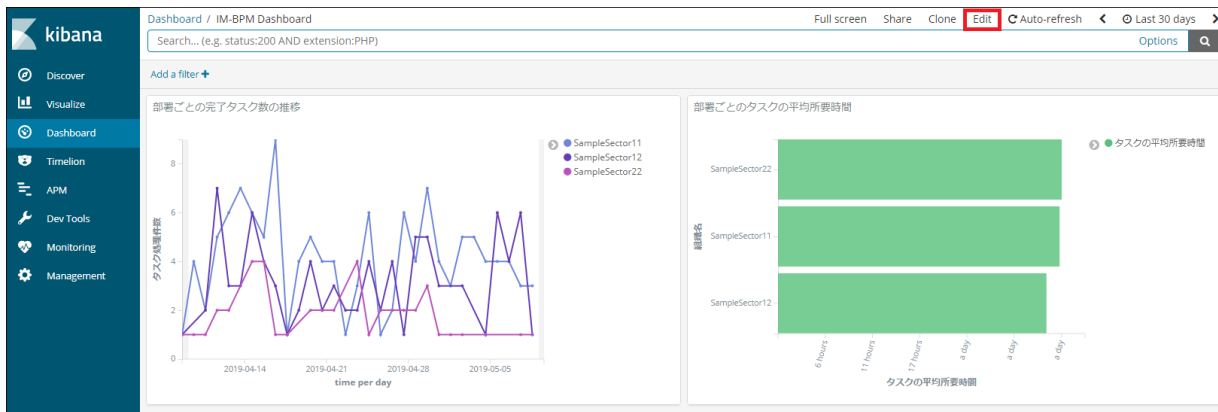 kibana
Discover
Visualize
Dashboard
Timelion
APM
Dev Tools
Monitoring
Management
Dashboard / IM-BPM Dashboard
Full screen Share Clone Edit Auto-refresh Last 30 days
Search... (e.g. status:200 AND extension:PHP)
Options
Add a filter
部署ごとの完了タスク数の推移
タスク処理件数
8
6
4
2
0
2019-04-14
2019-04-21
2019-04-28
2019-05-05
time per day
SampleSector11
SampleSector12
SampleSector22
部署ごとのタスクの平均所要時間
組織名
SampleSector22
SampleSector11
SampleSector12
6 hours
11 hours
17 hours
a day
a day
a day
タスクの平均所要時間
タスクの平均所要時間